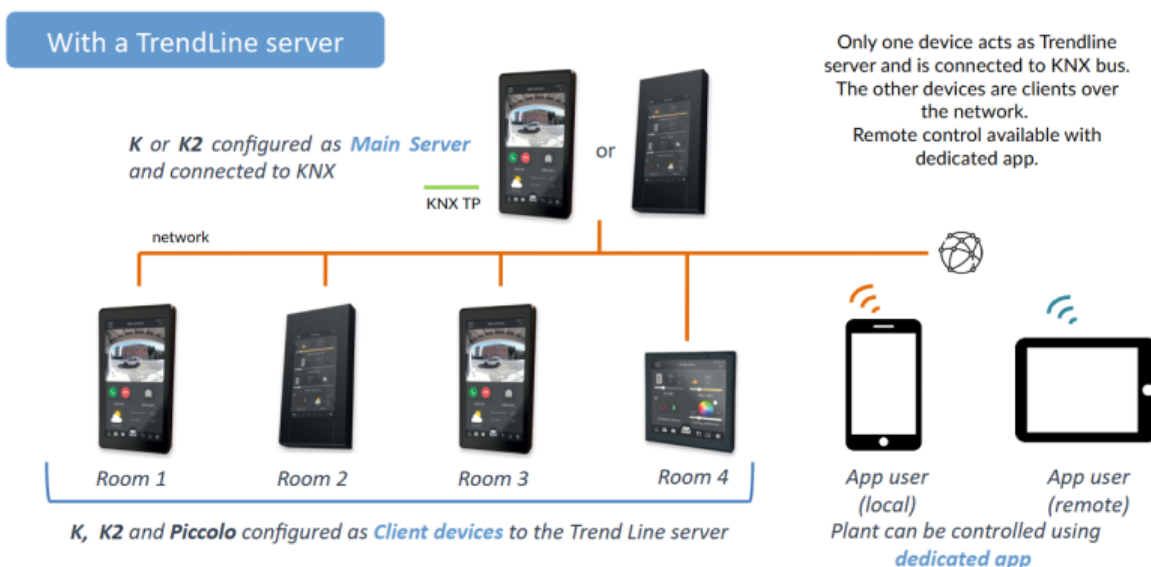 With a TrendLine server
Only one device acts as Trendline
server and is connected to KNX bus.
The other devices are clients over
the network.
Remote control available with
dedicated app.
K or K2 configured as Main Server
and connected to KNX
or
KNX TP
network
Room 1
Room 2
Room 3
Room 4
K, K2 and Piccolo configured as Client devices to the Trend Line server
App user
(local)
App user
(remote)
Plant can be controlled using
dedicated app